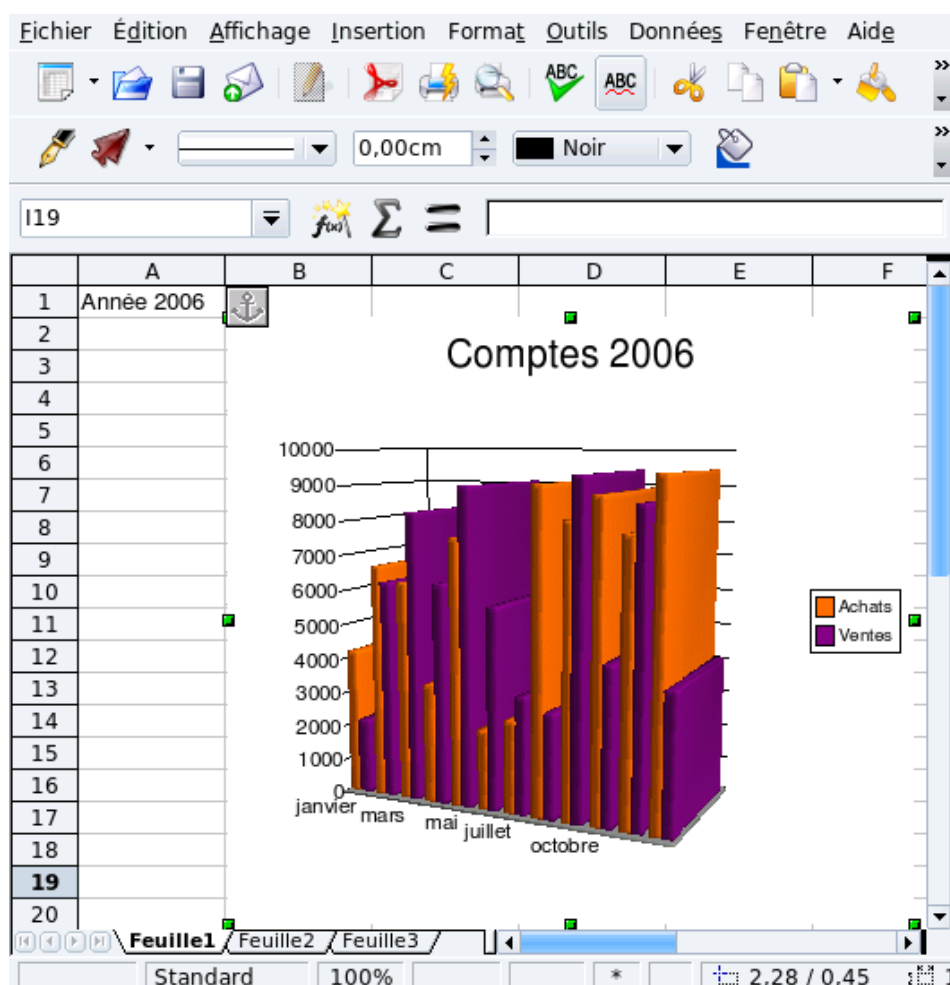 Fichier Édition Affichage Insertion Format Outils Données Fenêtre Aide
ABC ABC
0,00cm Noir
I19 f(x) Σ =
A B C D E F
1 Année 2006
2
3
4
5
6
7
8
9
10
11
12
13
14
15
16
17
18
19
20
Comptes 2006
10000
9000
8000
7000
6000
5000
4000
3000
2000
1000
0
janvier mars mai juillet octobre
Achats
Ventes
Feuille1 Feuille2 Feuille3
Standard 100% * 2,28 / 0,45